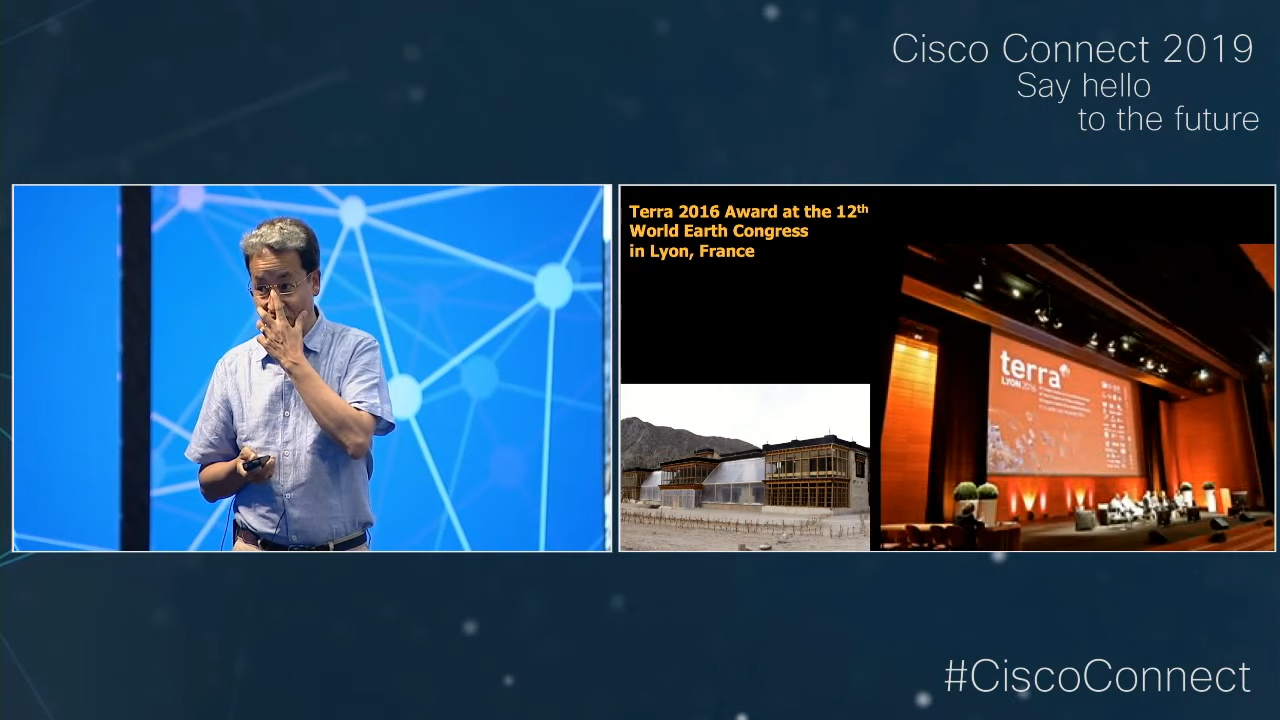 Cisco Connect 2019
Say hello
to the future
Terra 2016 Award at the 12th
World Earth Congress
in Lyon, France
terra
LYON 2016
#CiscoConnect